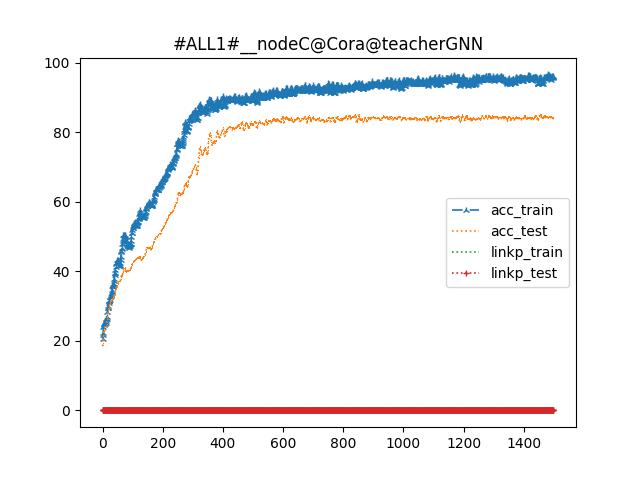 #ALL1#__nodeC@Cora@teacherGNN
100
80
60
40
20
0
acc_train
acc_test
linkp_train
linkp_test
0 200 400 600 800 1000 1200 1400